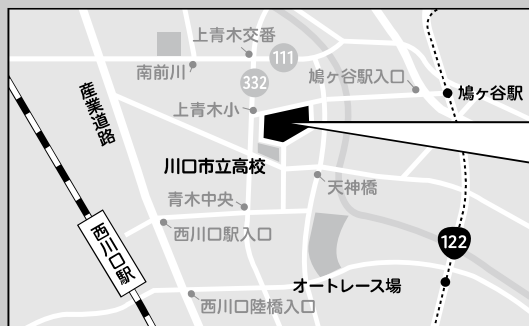 上青木交番
111
南前川
332
鳩ヶ谷駅入口
鳩ヶ谷駅
産業道路
上青木小
川口市立高校
天神橋
青木中央
西川口駅入口
西川口駅
122
オートレース場
西川口陸橋入口